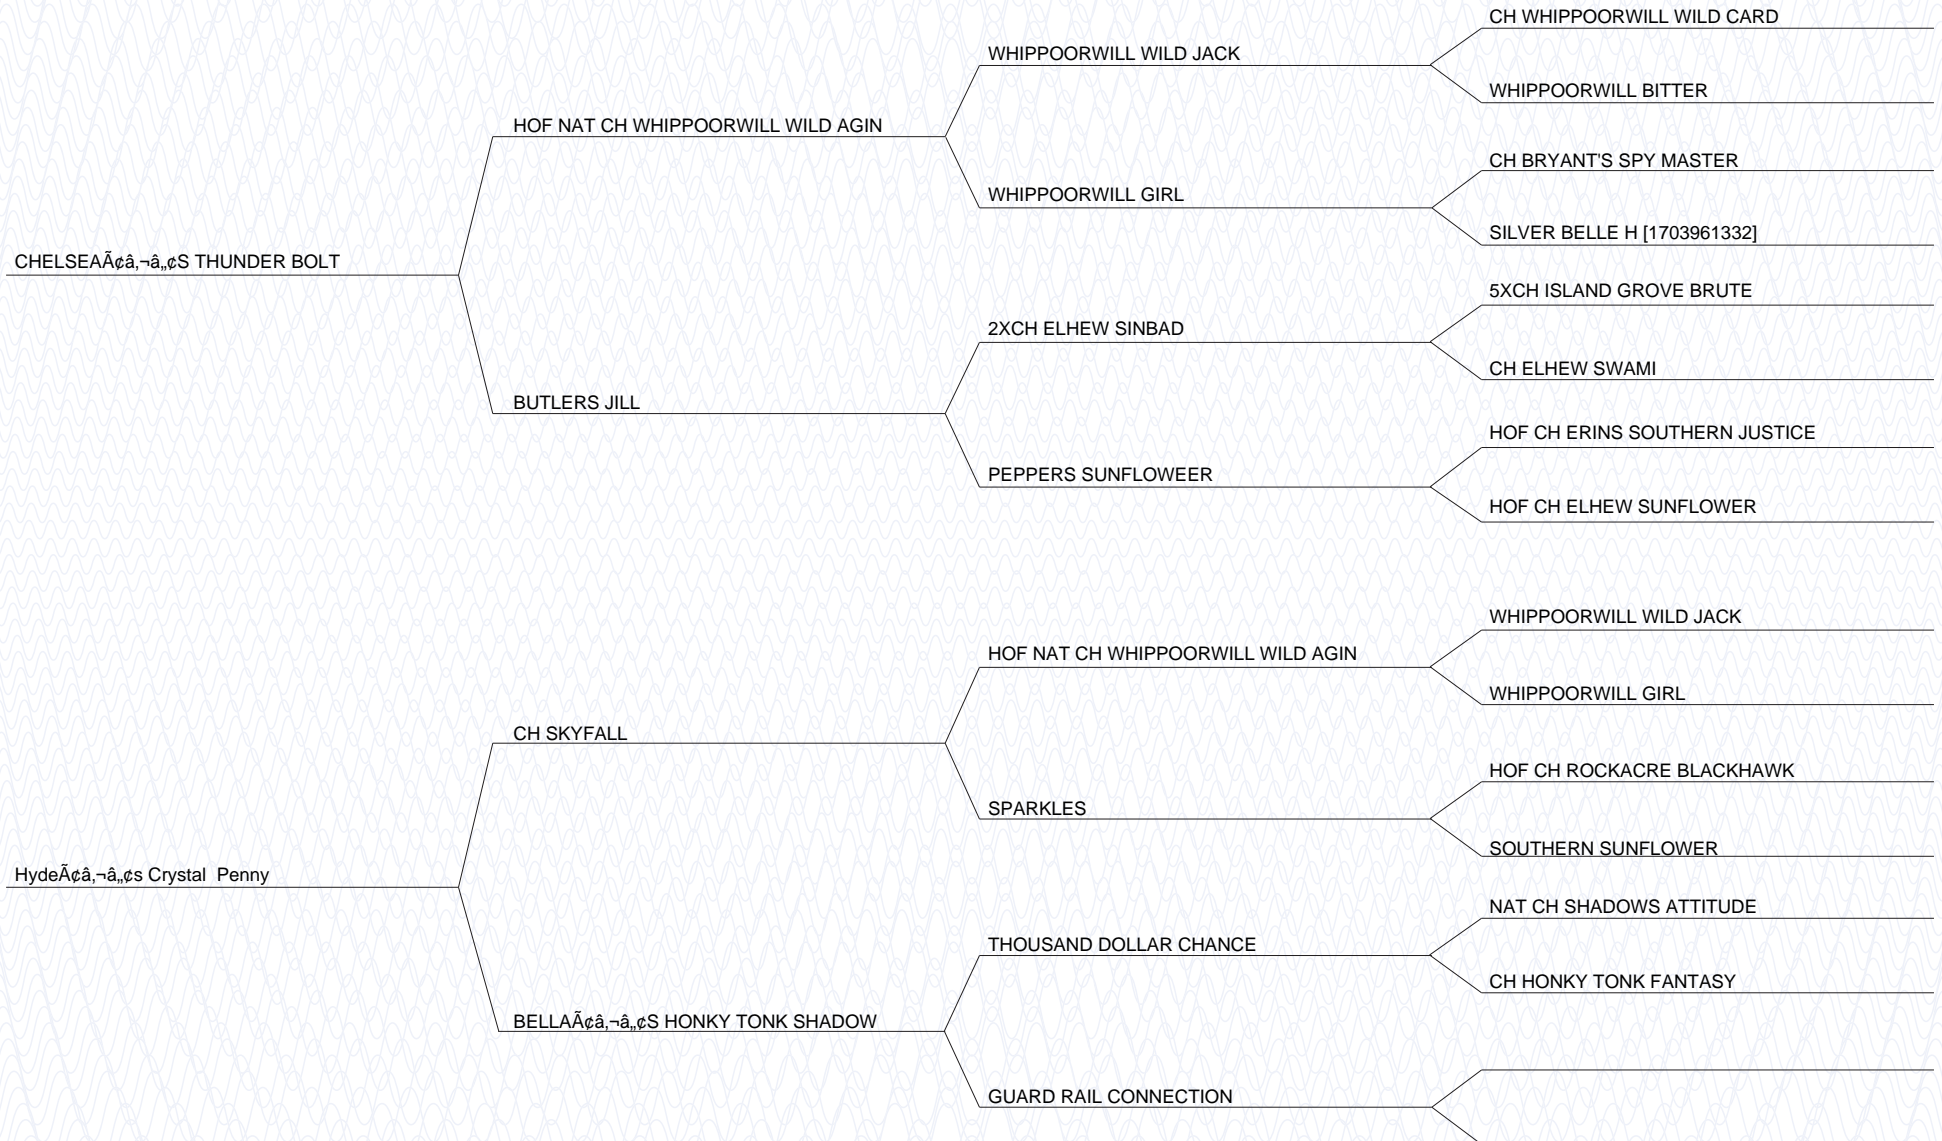 CH WHIPPOORWILL WILD CARD
WHIPPOORWILL WILD JACK
WHIPPOORWILL BITTER
HOF NAT CH WHIPPOORWILL WILD AGIN
CH BRYANT'S SPY MASTER
WHIPPOORWILL GIRL
SILVER BELLE H [1703961332]
CHELSEAÃ¢â‚¬â„¢S THUNDER BOLT
5XCH ISLAND GROVE BRUTE
2XCH ELHEW SINBAD
CH ELHEW SWAMI
BUTLERS JILL
HOF CH ERINS SOUTHERN JUSTICE
PEPPERS SUNFLOWEER
HOF CH ELHEW SUNFLOWER
WHIPPOORWILL WILD JACK
HOF NAT CH WHIPPOORWILL WILD AGIN
WHIPPOORWILL GIRL
CH SKYFALL
HOF CH ROCKACRE BLACKHAWK
SPARKLES
SOUTHERN SUNFLOWER
HydeÃ¢â‚¬â„¢s Crystal  Penny
NAT CH SHADOWS ATTITUDE
THOUSAND DOLLAR CHANCE
CH HONKY TONK FANTASY
BELLAÃ¢â‚¬â„¢S HONKY TONK SHADOW
GUARD RAIL CONNECTION